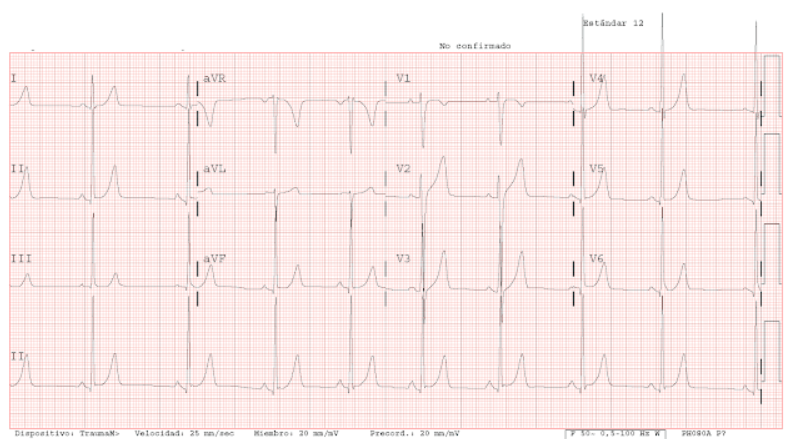 Estándar 12
No confirmado
I aVR V1 V4
II aVL V2 V5
III aVF V3 V6
II
Dispositivo: TraumaM> Velocidad: 25 mm/sec Miembro: 20 mm/mV Precord.: 20 mm/mV F 50~ 0,5-100 Hz W PH090A P?